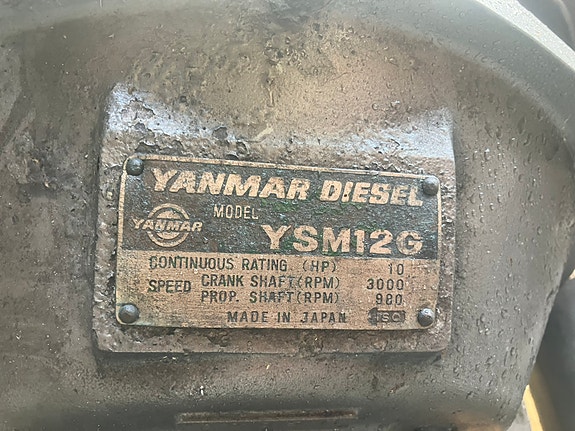 YANMAR DIESEL
MODEL
YANMAR
YSM12G
CONTINUOUS RATING (HP) 10
SPEED CRANK SHAFT(RPM) 3000
PROP. SHAFT(RPM) 980
MADE IN JAPAN